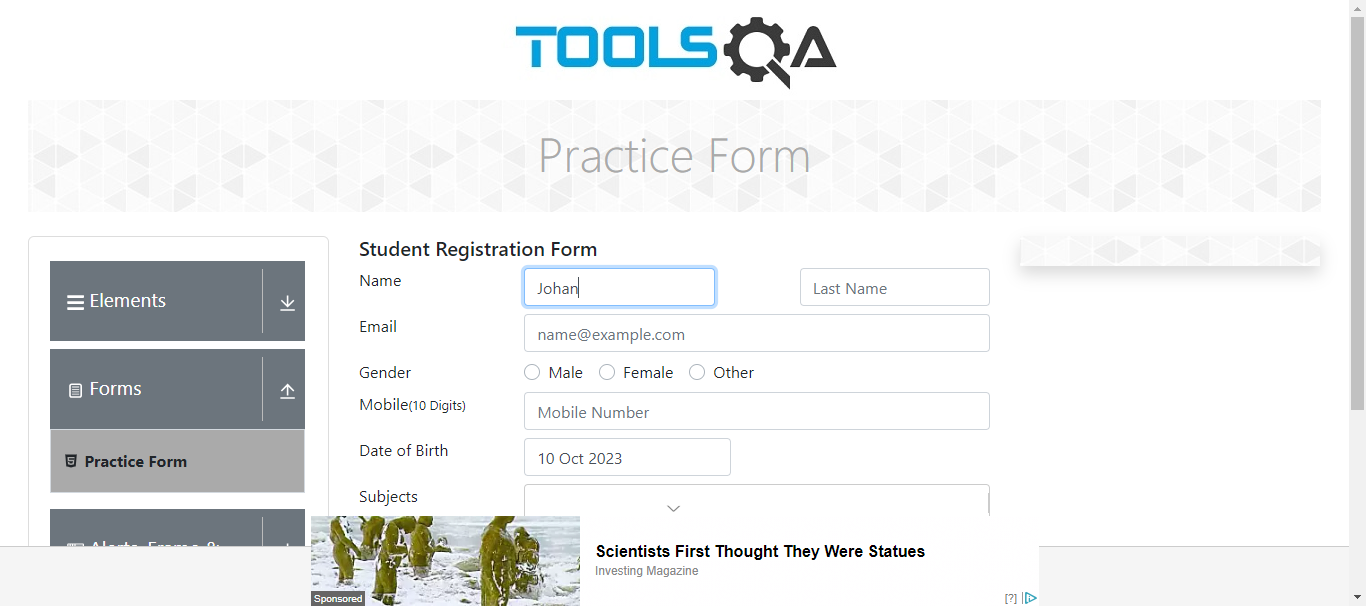 TOOLSQA
Practice Form
Elements
Forms
Practice Form
Student Registration Form
Name
Johan
Last Name
Email
name@example.com
Gender
Male
Female
Other
Mobile(10 Digits)
Mobile Number
Date of Birth
10 Oct 2023
Subjects
Scientists First Thought They Were Statues
Investing Magazine
Sponsored
[?]